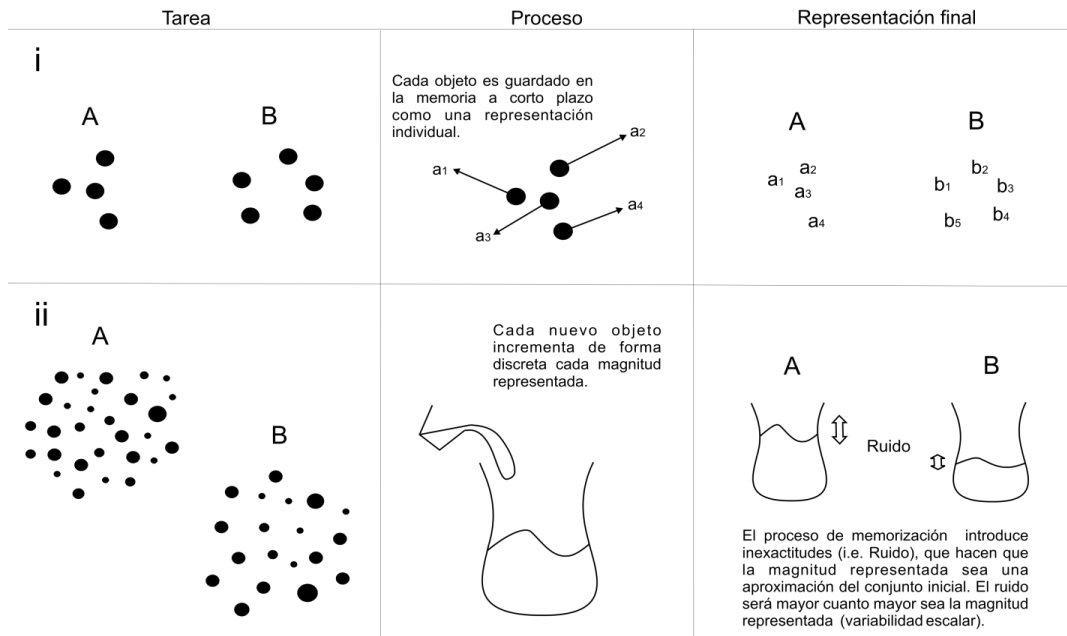 Tarea Proceso Representación final
i
A
B
Cada objeto es guardado en
la memoria a corto plazo
como una representación
individual.
a1
a2
a3
a4
A
B
a1 a2
a3
a4
b1 b2 b3
b5 b4
ii
A
B
Cada nuevo objeto
incrementa de forma
discreta cada magnitud
representada.
A
B
Ruido
El proceso de memorización introduce
inexactitudes (i.e. Ruido), que hacen que
la magnitud representada sea una
aproximación del conjunto inicial. El ruido
será mayor cuanto mayor sea la magnitud
representada (variabilidad escalar).